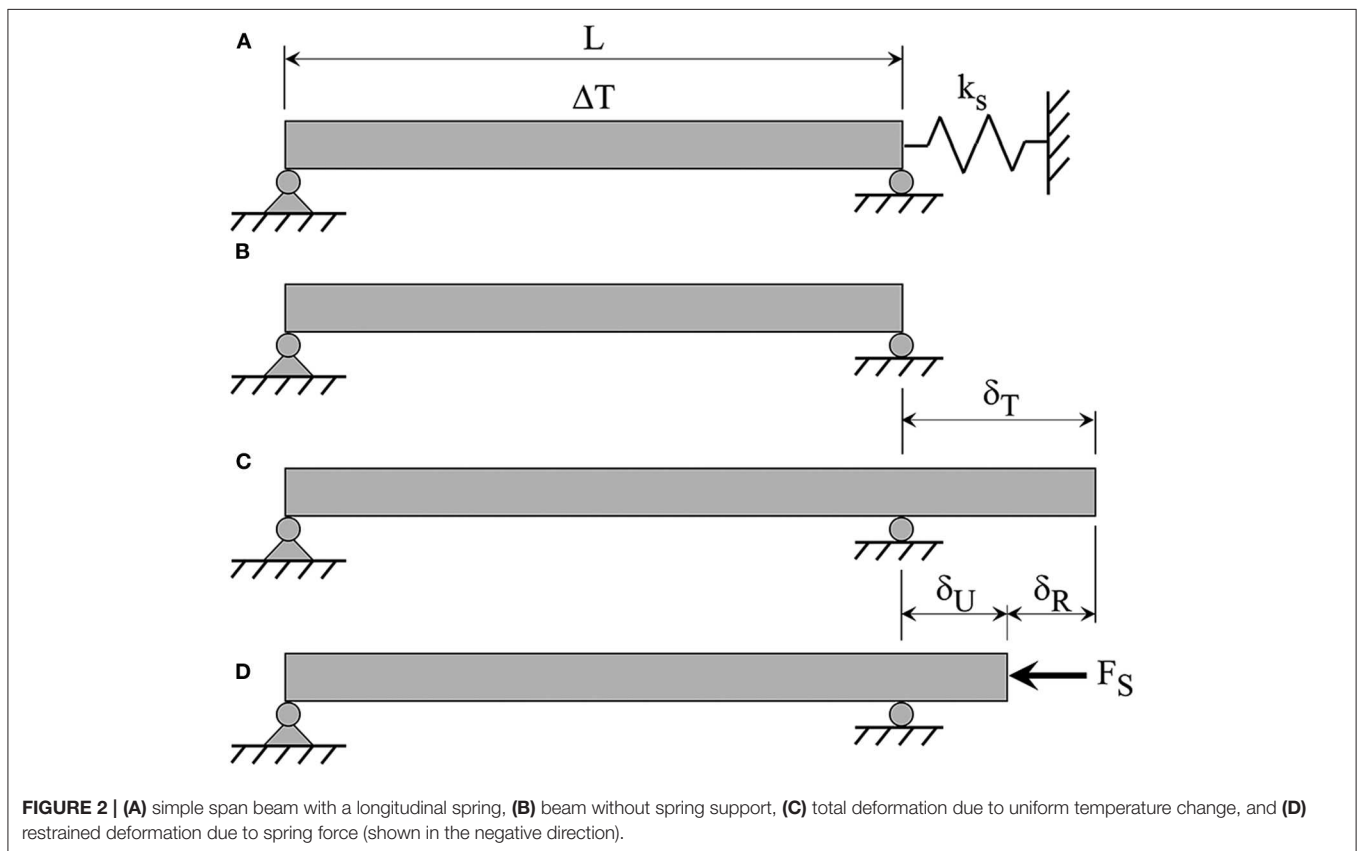 A
L
ΔT
k_s
B
δ_T
C
δ_U
δ_R
D
F_S
FIGURE 2 | (A) simple span beam with a longitudinal spring, (B) beam without spring support, (C) total deformation due to uniform temperature change, and (D)
restrained deformation due to spring force (shown in the negative direction).